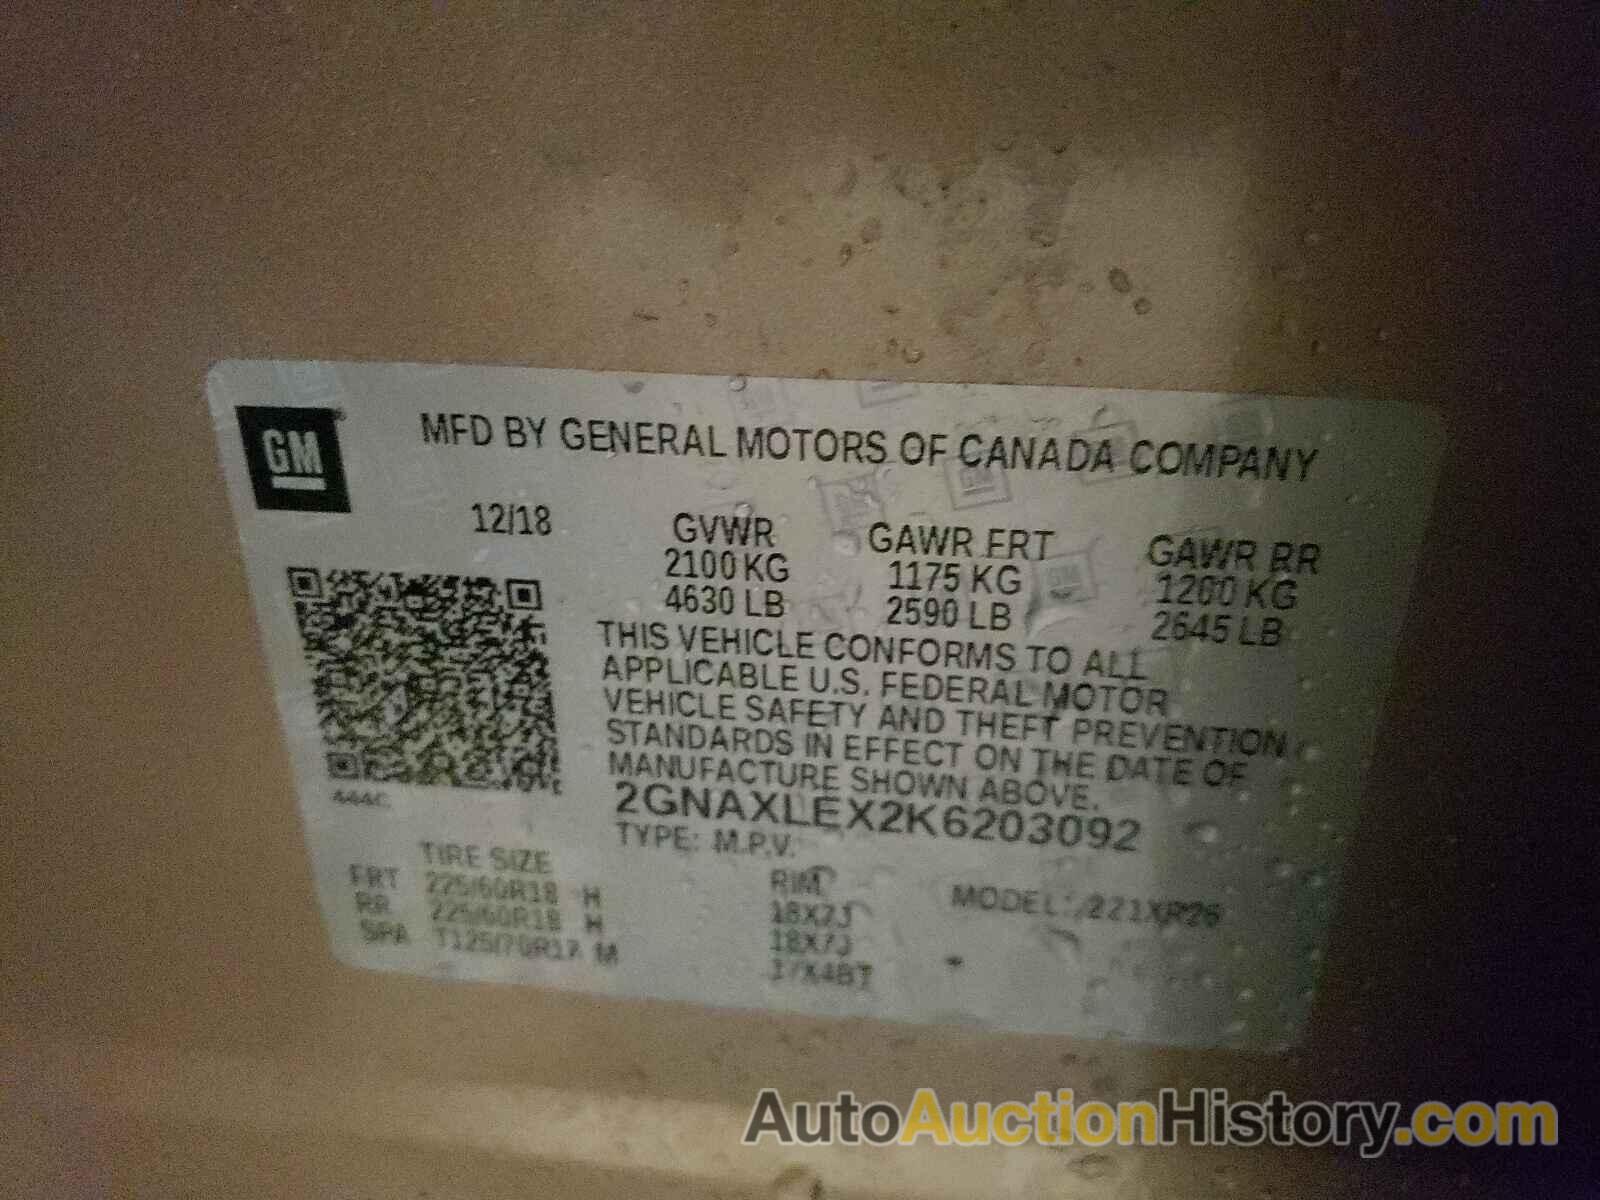 GM
MFD BY GENERAL MOTORS OF CANADA COMPANY
12/18 GVWR GAWR FRT GAWR RR
2100 KG 1175 KG 1200 KG
4630 LB 2590 LB 2645 LB
THIS VEHICLE CONFORMS TO ALL
APPLICABLE U.S. FEDERAL MOTOR
VEHICLE SAFETY AND THEFT PREVENTION
STANDARDS IN EFFECT ON THE DATE OF
MANUFACTURE SHOWN ABOVE.
444C
2GNAXLEX2K6203092
TYPE: M.P.V.
TIRE SIZE RIM MODEL: 221XR26
FRT 225/60R18 H 18X7J
RR 225/60R18 H 18X7J
SPA T125/70R17 M 17X4BT
AutoAuctionHistory.com